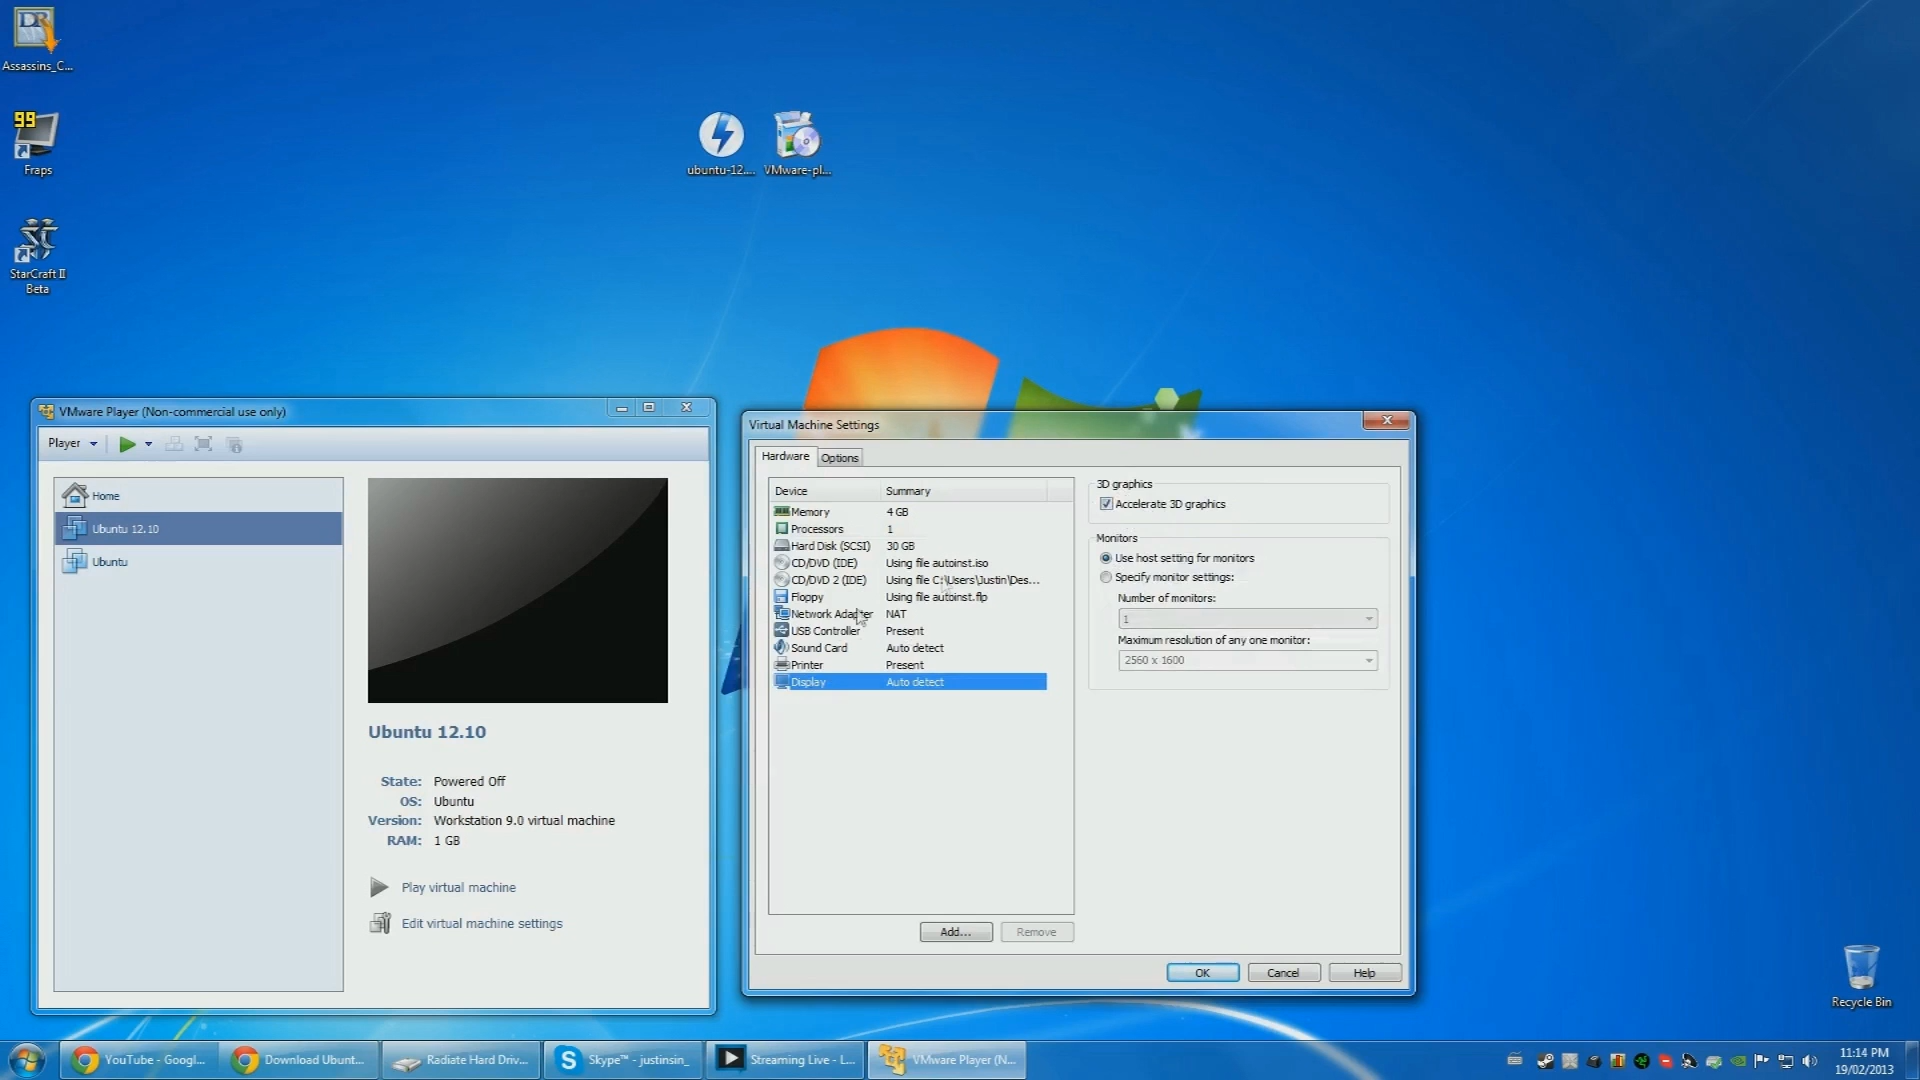 Assassins_C...
99
Fraps
StarCraft II
Beta
ubuntu-12....
VMware-pl...
VMware Player (Non-commercial use only)
Player
Home
Ubuntu 12.10
Ubuntu
Ubuntu 12.10
State: Powered Off
OS: Ubuntu
Version: Workstation 9.0 virtual machine
RAM: 1 GB
Play virtual machine
Edit virtual machine settings
Virtual Machine Settings
Hardware
Options
Device Summary
Memory 4 GB
Processors 1
Hard Disk (SCSI) 30 GB
CD/DVD (IDE) Using file autoinst.iso
CD/DVD 2 (IDE) Using file C:\Users\Justin\Des...
Floppy Using file autoinst.flp
Network Adapter NAT
USB Controller Present
Sound Card Auto detect
Printer Present
Display Auto detect
Add...
Remove
3D graphics
Accelerate 3D graphics
Monitors
Use host setting for monitors
Specify monitor settings:
Number of monitors:
1
Maximum resolution of any one monitor:
2560 x 1600
OK
Cancel
Help
Recycle Bin
YouTube - Googl...
Download Ubunt...
Radiate Hard Driv...
Skype™ - justinsin_
Streaming Live - L...
VMware Player (N...
11:14 PM
19/02/2013